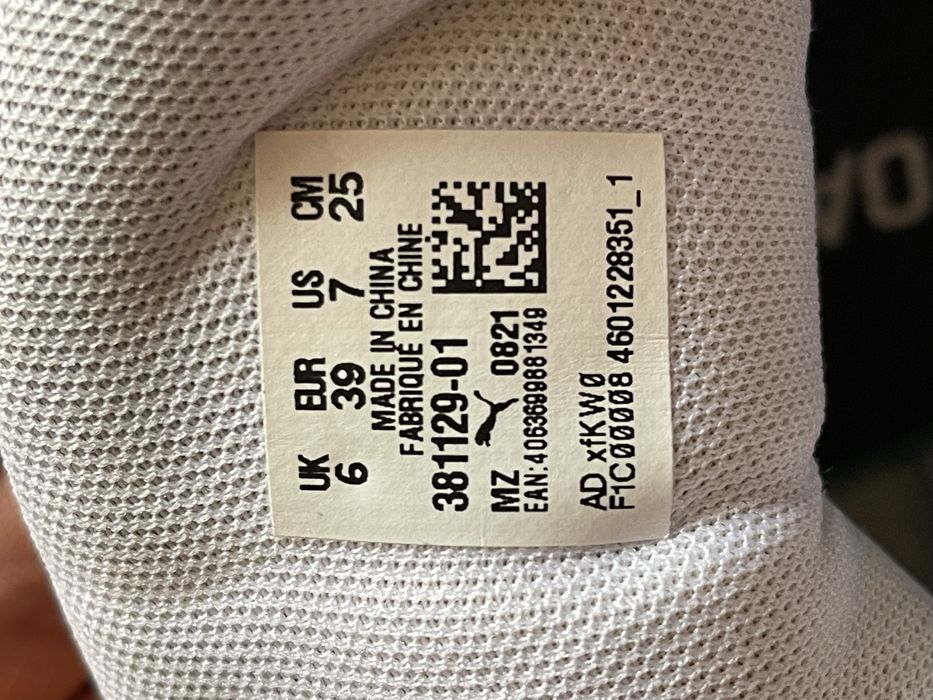 UK EUR US CM
6 39 7 25
MADE IN CHINA
FABRIQUÉ EN CHINE
381129-01
MZ 0821
EAN:4063699881349
AD xfKW0
F1C00008 4601228351_1